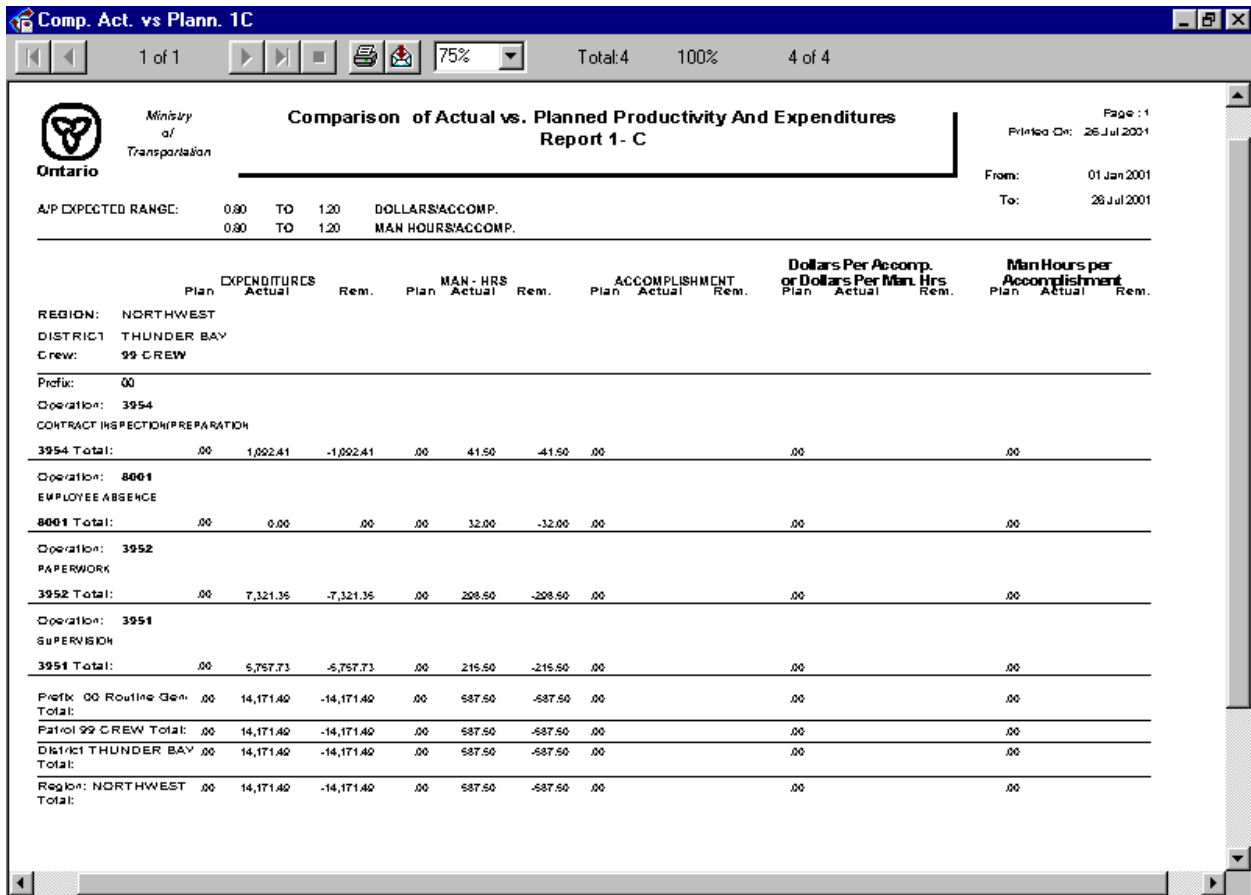 Comp. Act. vs Plann. 1C
1 of 1 75% Total:4 100% 4 of 4
Ministry of Transportation
Ontario
Comparison of Actual vs. Planned Productivity And Expenditures
Report 1- C
Page : 1
Printed On: 26 Jul 2001
From: 01 Jan 2001
To: 26 Jul 2001
A/P EXPECTED RANGE: 0.80 TO 1.20 DOLLARS/ACCOMP.
0.80 TO 1.20 MAN HOURS/ACCOMP.
EXPENDITURES MAN - HRS ACCOMPLISHMENT Dollars Per Accomp. or Dollars Per Man. Hrs Man Hours per Accomplishment
Plan Actual Rem. Plan Actual Rem. Plan Actual Rem. Plan Actual Rem. Plan Actual Rem.
REGION: NORTHWEST
DISTRICT THUNDER BAY
Crew: 99 CREW
Prefix: 00
Operation: 3954
CONTRACT INSPECTION/PREPARATION
3954 Total: .00 1,092.41 -1,092.41 .00 41.50 -41.50 .00 .00 .00
Operation: 8001
EMPLOYEE ABSENCE
8001 Total: .00 0.00 .00 .00 32.00 -32.00 .00 .00 .00
Operation: 3952
PAPERWORK
3952 Total: .00 7,321.35 -7,321.35 .00 298.50 -298.50 .00 .00 .00
Operation: 3951
SUPERVISION
3951 Total: .00 5,757.73 -5,757.73 .00 215.50 -215.50 .00 .00 .00
Prefix 00 Routine Gen .00 14,171.49 -14,171.49 .00 587.50 -587.50 .00 .00 .00
Total:
Patrol 99 CREW Total: .00 14,171.49 -14,171.49 .00 587.50 -587.50 .00 .00 .00
District THUNDER BAY .00 14,171.49 -14,171.49 .00 587.50 -587.50 .00 .00 .00
Total:
Region: NORTHWEST .00 14,171.49 -14,171.49 .00 587.50 -587.50 .00 .00 .00
Total: